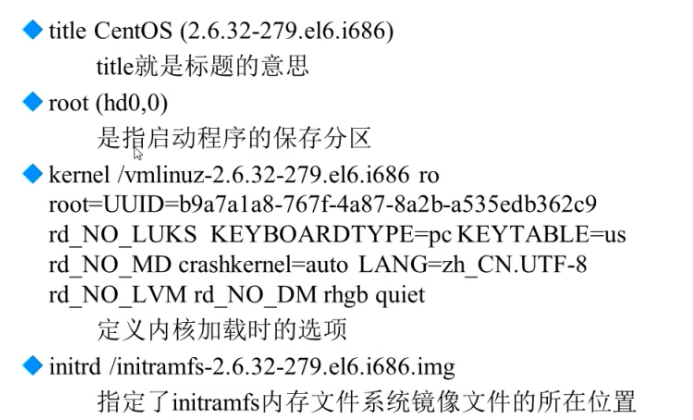 title CentOS (2.6.32-279.el6.i686)
title就是标题的意思
root (hd0,0)
是指启动程序的保存分区
kernel /vmlinuz-2.6.32-279.el6.i686 ro
root=UUID=b9a7a1a8-767f-4a87-8a2b-a535edb362c9
rd_NO_LUKS KEYBOARDTYPE=pc KEYTABLE=us
rd_NO_MD crashkernel=auto LANG=zh_CN.UTF-8
rd_NO_LVM rd_NO_DM rhgb quiet
定义内核加载时的选项
initrd /initramfs-2.6.32-279.el6.i686.img
指定了initramfs内存文件系统镜像文件的所在位置